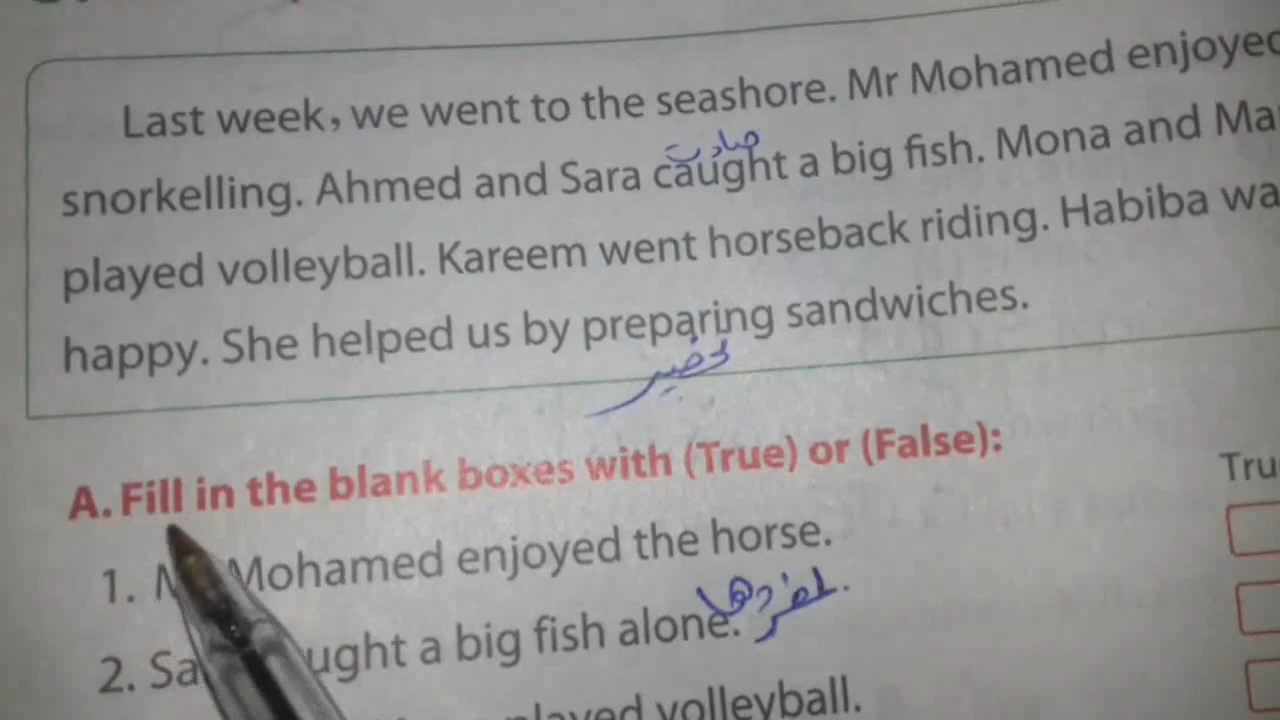 Last week, we went to the seashore. Mr Mohamed enjoyed
صادت
snorkelling. Ahmed and Sara caught a big fish. Mona and Ma
played volleyball. Kareem went horseback riding. Habiba wa
happy. She helped us by preparing sandwiches.
تحضير
A. Fill in the blank boxes with (True) or (False):
Tru
1. Mohamed enjoyed the horse.
بمفردها
2. Sa ught a big fish alone.
played volleyball.